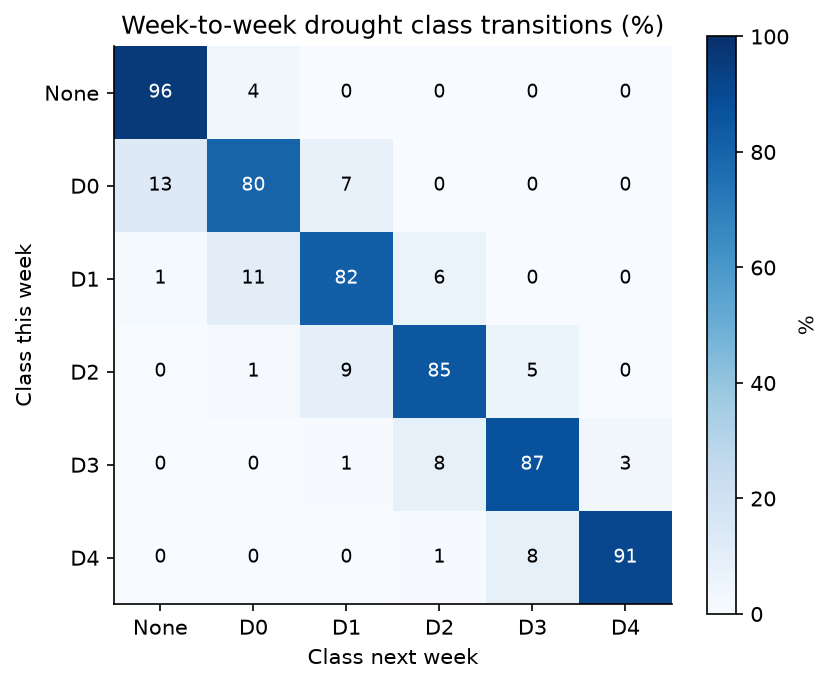 Week-to-week drought class transitions (%)
None 96 4 0 0 0 0
D0 13 80 7 0 0 0
D1 1 11 82 6 0 0
D2 0 1 9 85 5 0
D3 0 0 1 8 87 3
D4 0 0 0 1 8 91
None D0 D1 D2 D3 D4
Class next week
Class this week
100
80
60
40
20
0
%